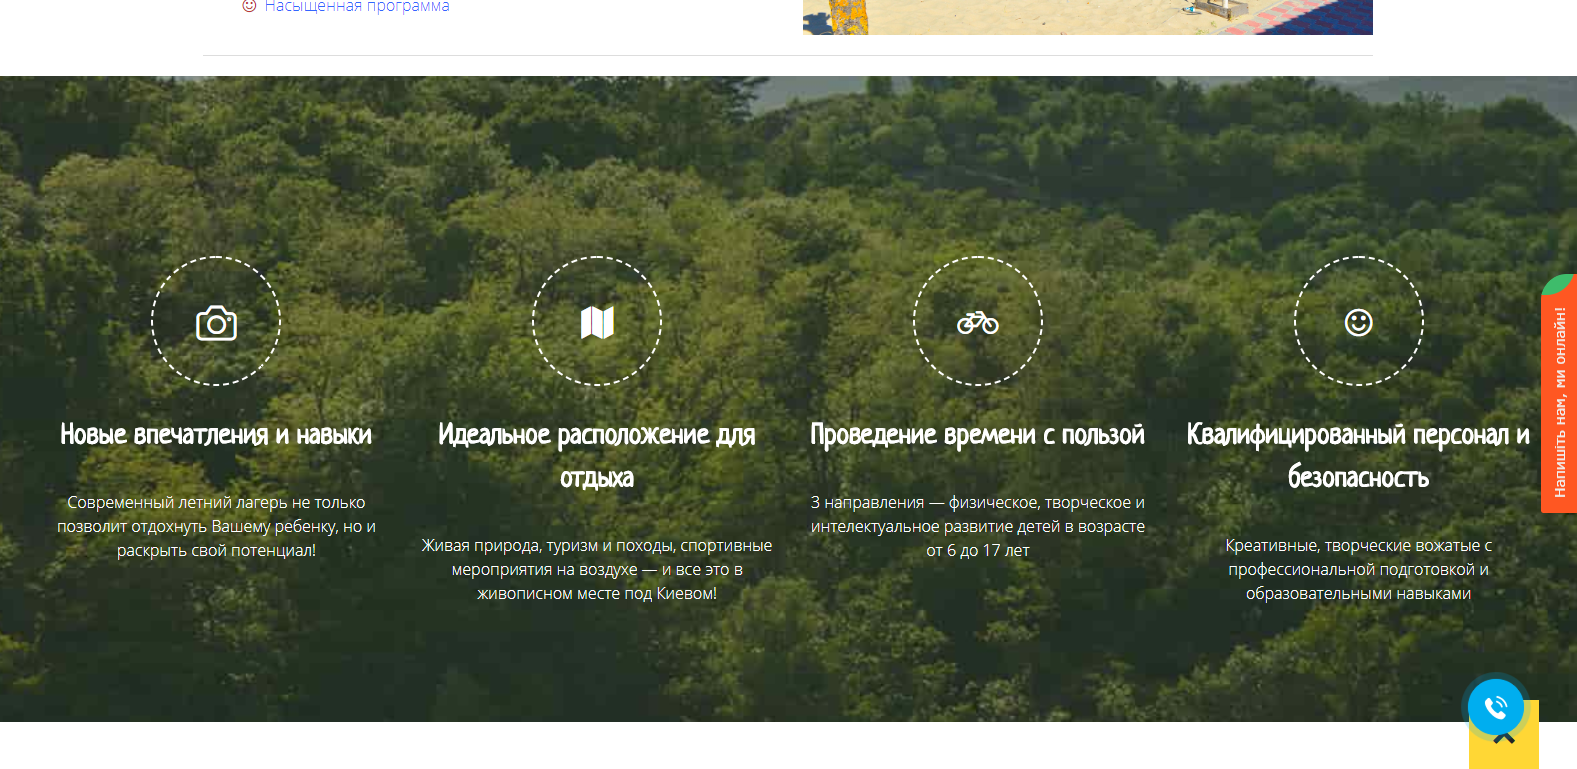 Насыщенная программа
Новые впечатления и навыки
Современный летний лагерь не только
позволит отдохнуть Вашему ребенку, но и
раскрыть свой потенциал!
Идеальное расположение для
отдыха
Живая природа, туризм и походы, спортивные
мероприятия на воздухе — и все это в
живописном месте под Киевом!
Проведение времени с пользой
3 направления — физическое, творческое и
интелектуальное развитие детей в возрасте
от 6 до 17 лет
Квалифицированный персонал и
безопасность
Креативные, творческие вожатые с
профессиональной подготовкой и
образовательными навыками
Напишіть нам, ми онлайн!